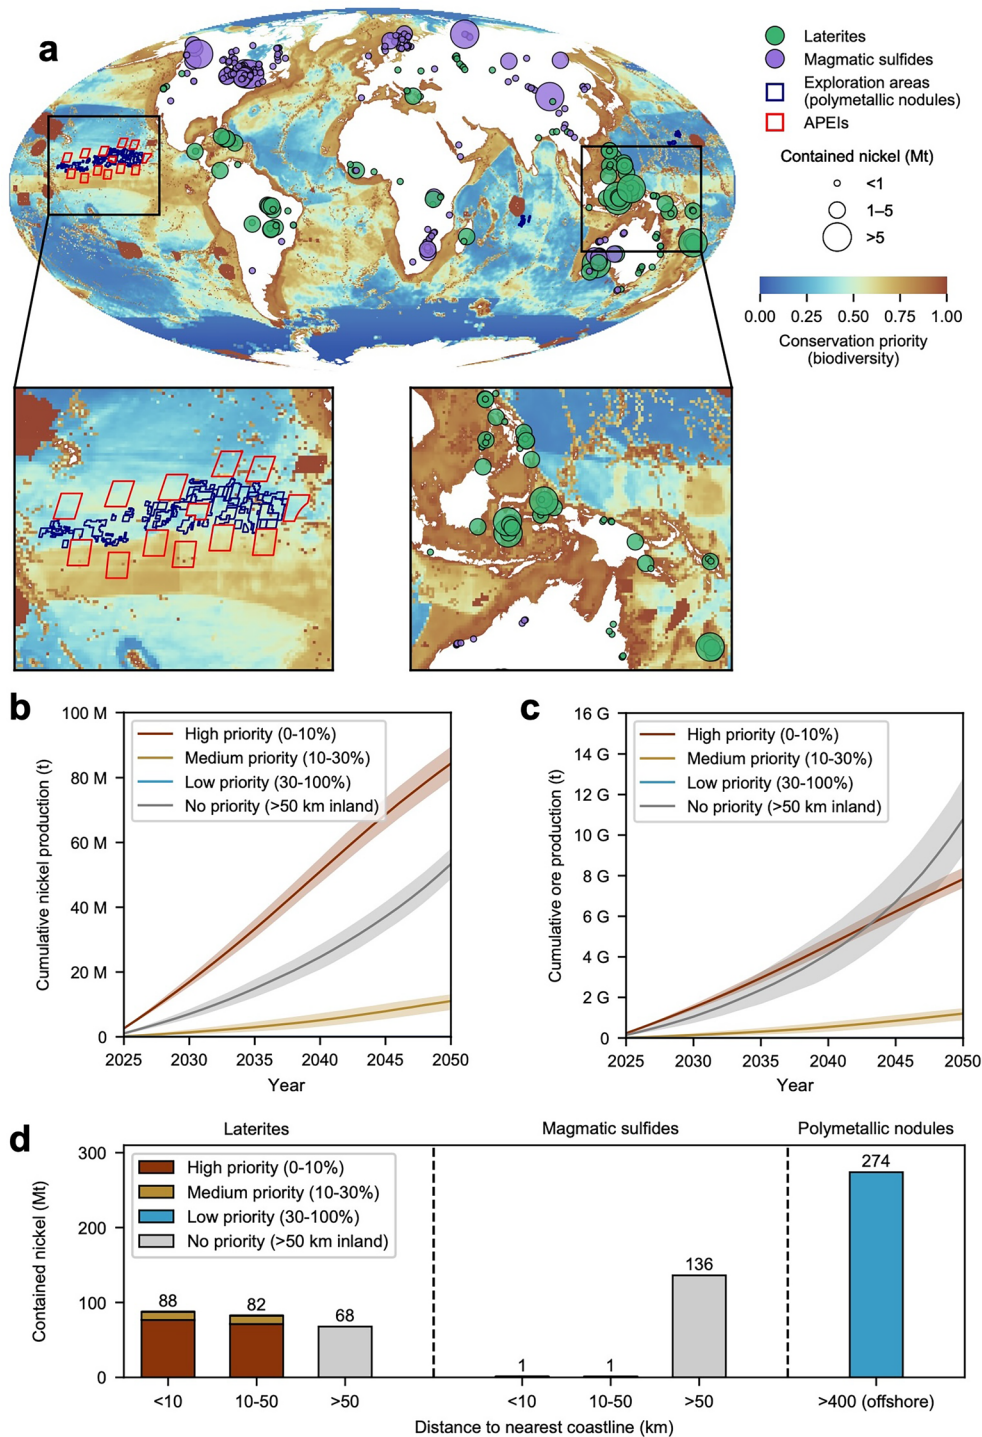 a
Laterites
Magmatic sulfides
Exploration areas
(polymetallic nodules)
APEIs
Contained nickel (Mt)
<1
1–5
>5
0.00 0.25 0.50 0.75 1.00
Conservation priority
(biodiversity)
b
Cumulative nickel production (t)
100 M
80 M
60 M
40 M
20 M
0
High priority (0-10%)
Medium priority (10-30%)
Low priority (30-100%)
No priority (>50 km inland)
2025 2030 2035 2040 2045 2050
Year
c
Cumulative ore production (t)
16 G
14 G
12 G
10 G
8 G
6 G
4 G
2 G
0
High priority (0-10%)
Medium priority (10-30%)
Low priority (30-100%)
No priority (>50 km inland)
2025 2030 2035 2040 2045 2050
Year
d
Laterites Magmatic sulfides Polymetallic nodules
Contained nickel (Mt)
300
200
100
0
High priority (0-10%)
Medium priority (10-30%)
Low priority (30-100%)
No priority (>50 km inland)
88 82 68 1 1 136 274
<10 10-50 >50 <10 10-50 >50 >400 (offshore)
Distance to nearest coastline (km)